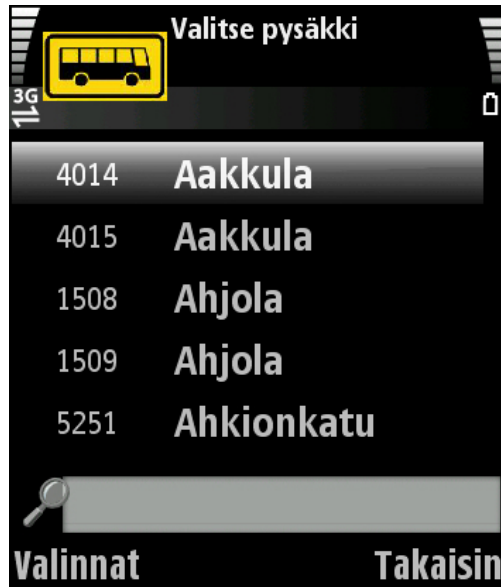 Valitse pysäkki
3G
4014 Aakkula
4015 Aakkula
1508 Ahjola
1509 Ahjola
5251 Ahkionkatu
Valinnat Takaisin